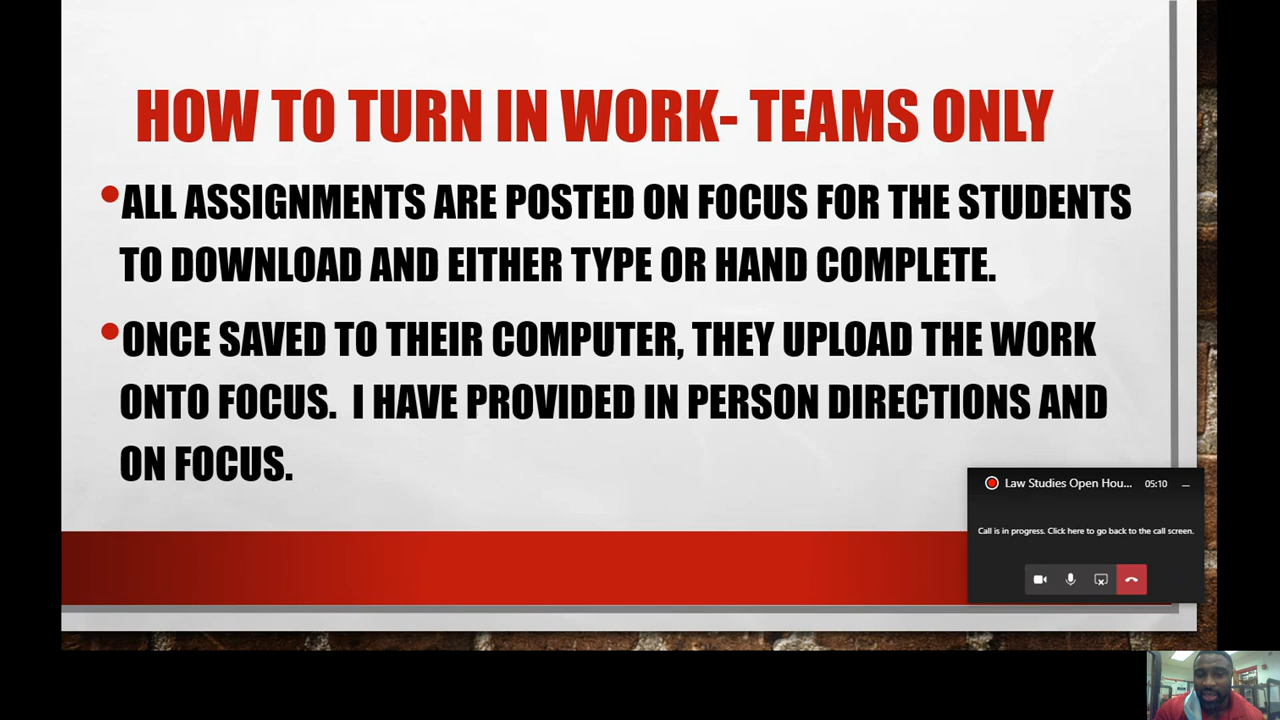 HOW TO TURN N WORK- TEAMS ONLY
•ALL ASSIGNMENTS ARE POSTED ON FOCUS FOR THE STUDENTS
TO DOWNLOAD AND EITHER TYPE OR HAND COMPLETE.
•ONCE SAVED TO THEIR COMPUTER, THEY UPLOAD THE WORK
ONTO FOCUS. I HAVE PROVIDED IN PERSON DIRECTIONS AND
ON FOCUS.
Law Studies Open Hou... 05:10
Call is in progress. Click here to go back to the call screen.